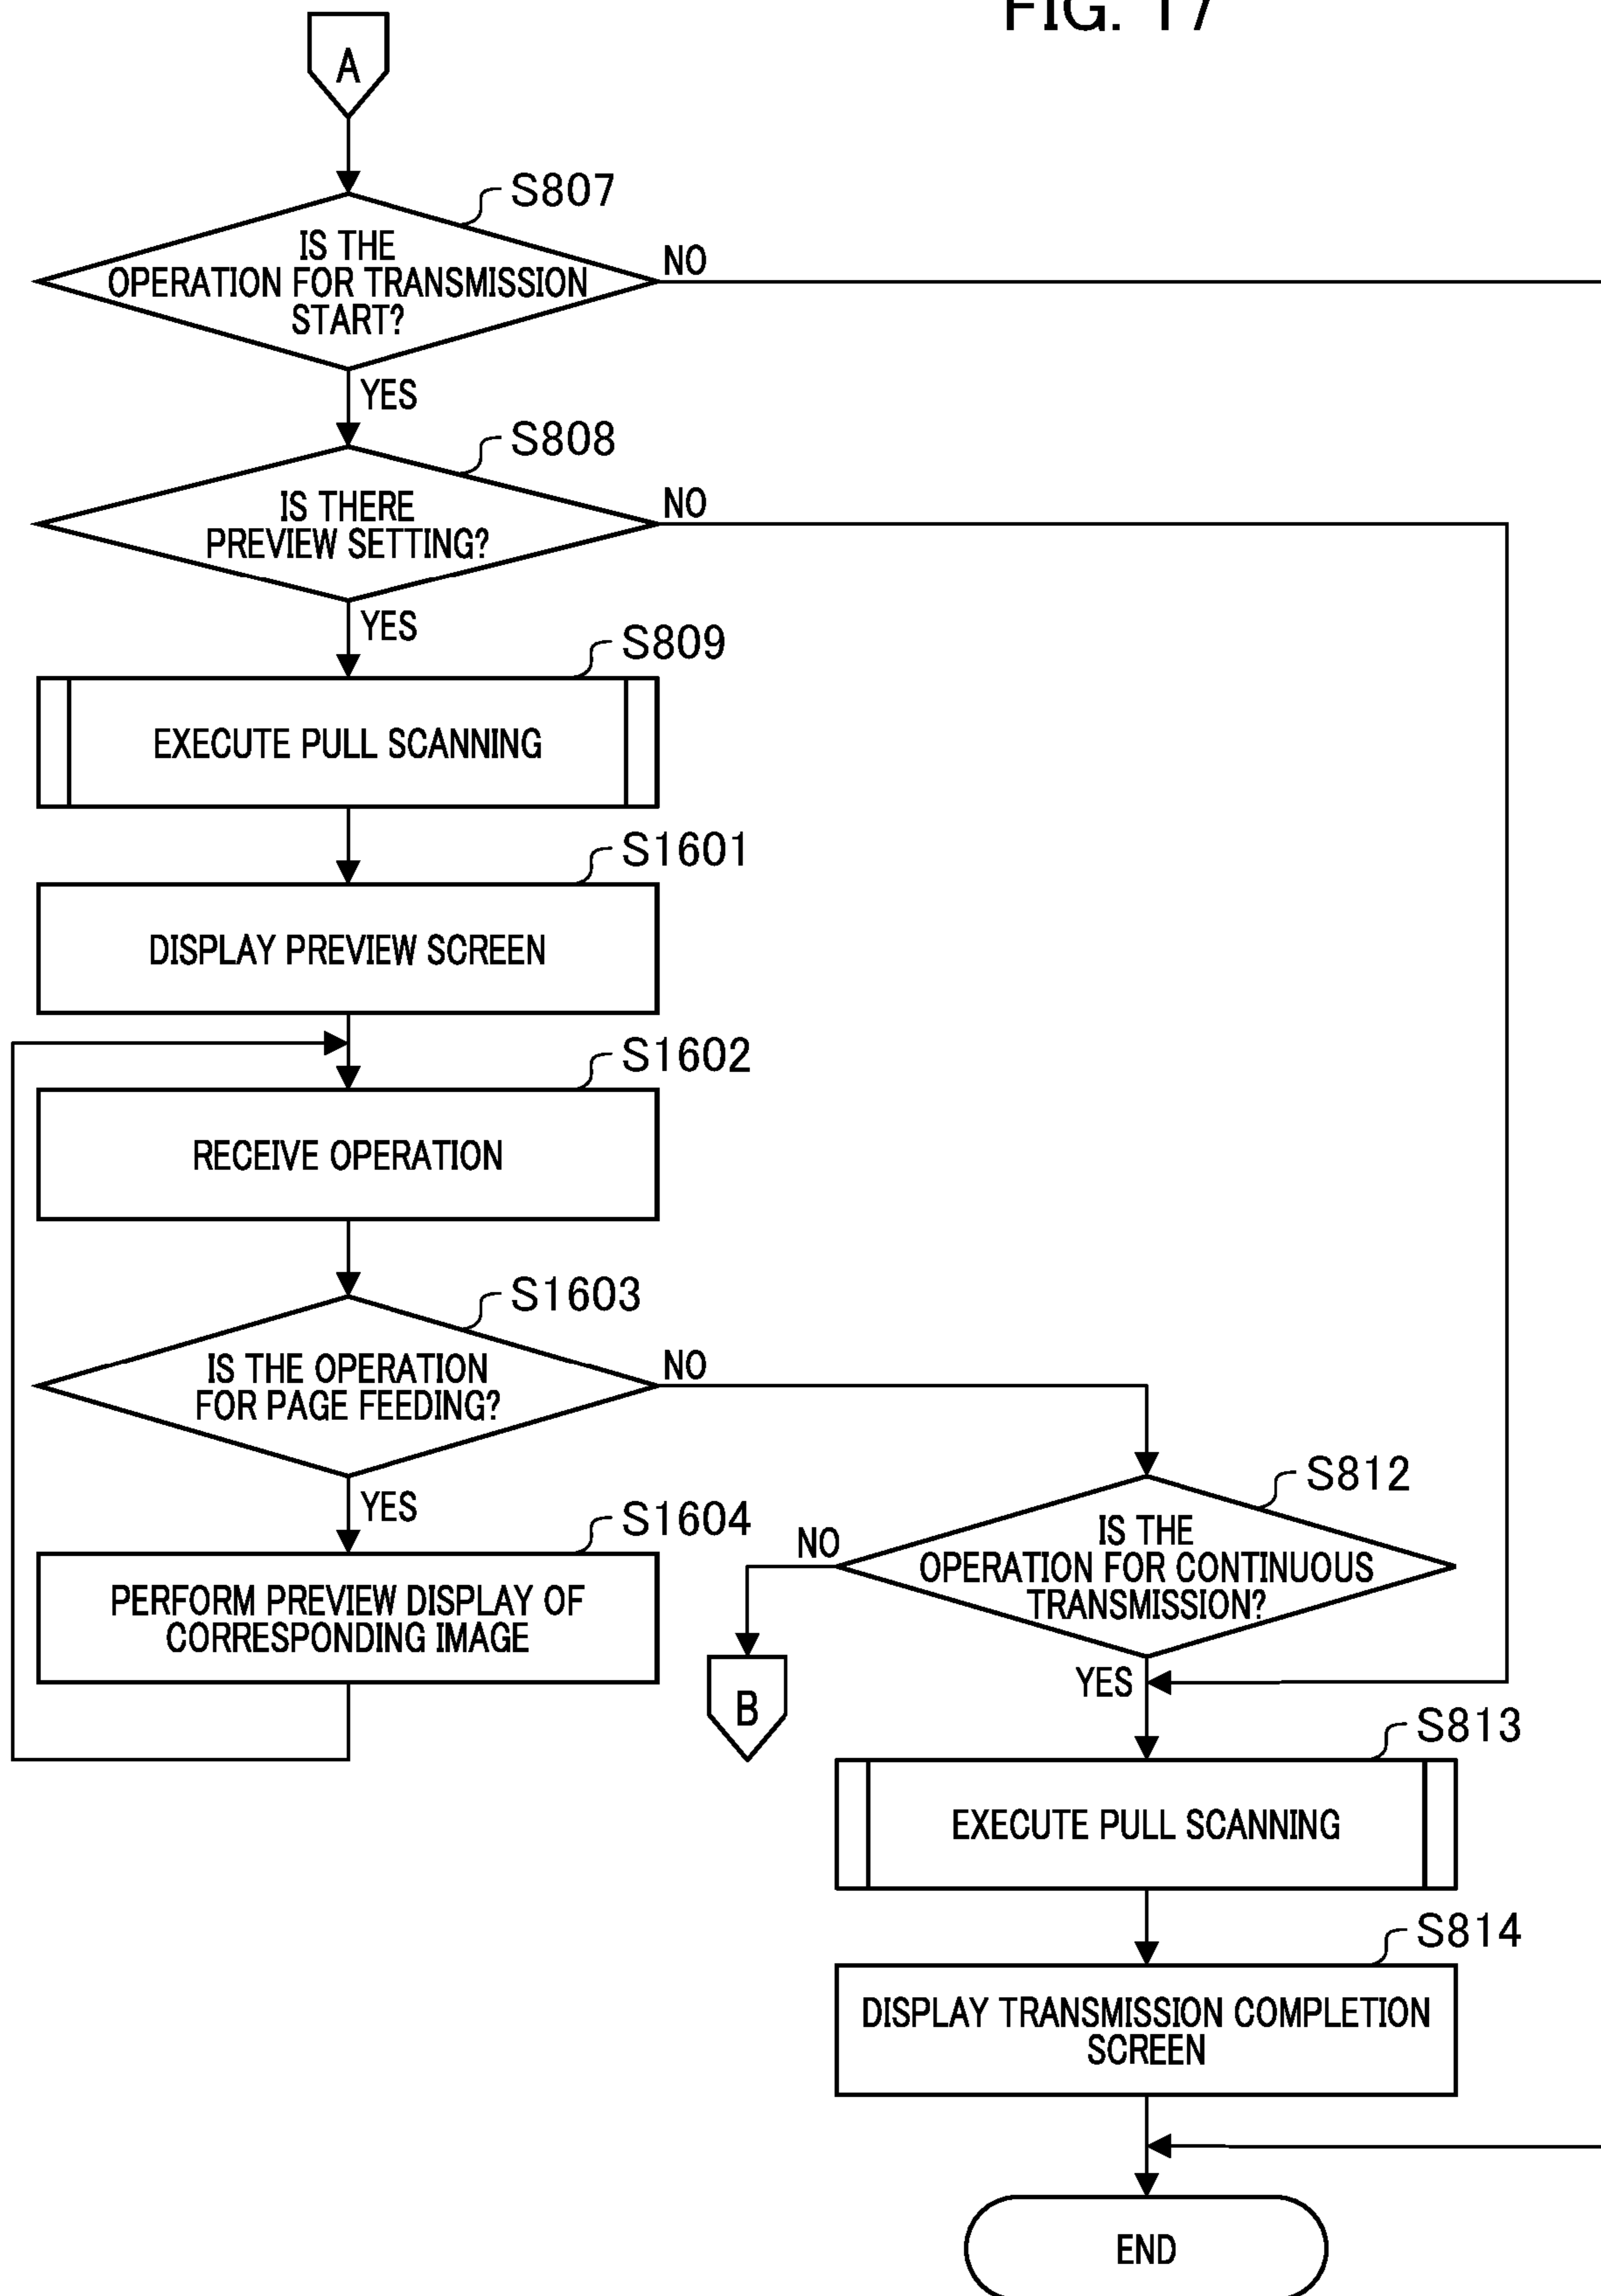 FIG. 17
A
S807
IS THE
OPERATION FOR TRANSMISSION
START?
NO
YES
S808
IS THERE
PREVIEW SETTING?
NO
YES
S809
EXECUTE PULL SCANNING
S1601
DISPLAY PREVIEW SCREEN
S1602
RECEIVE OPERATION
S1603
IS THE OPERATION
FOR PAGE FEEDING?
NO
YES
S1604
PERFORM PREVIEW DISPLAY OF
CORRESPONDING IMAGE
S812
IS THE
OPERATION FOR CONTINUOUS
TRANSMISSION?
NO
B
YES
S813
EXECUTE PULL SCANNING
S814
DISPLAY TRANSMISSION COMPLETION
SCREEN
END